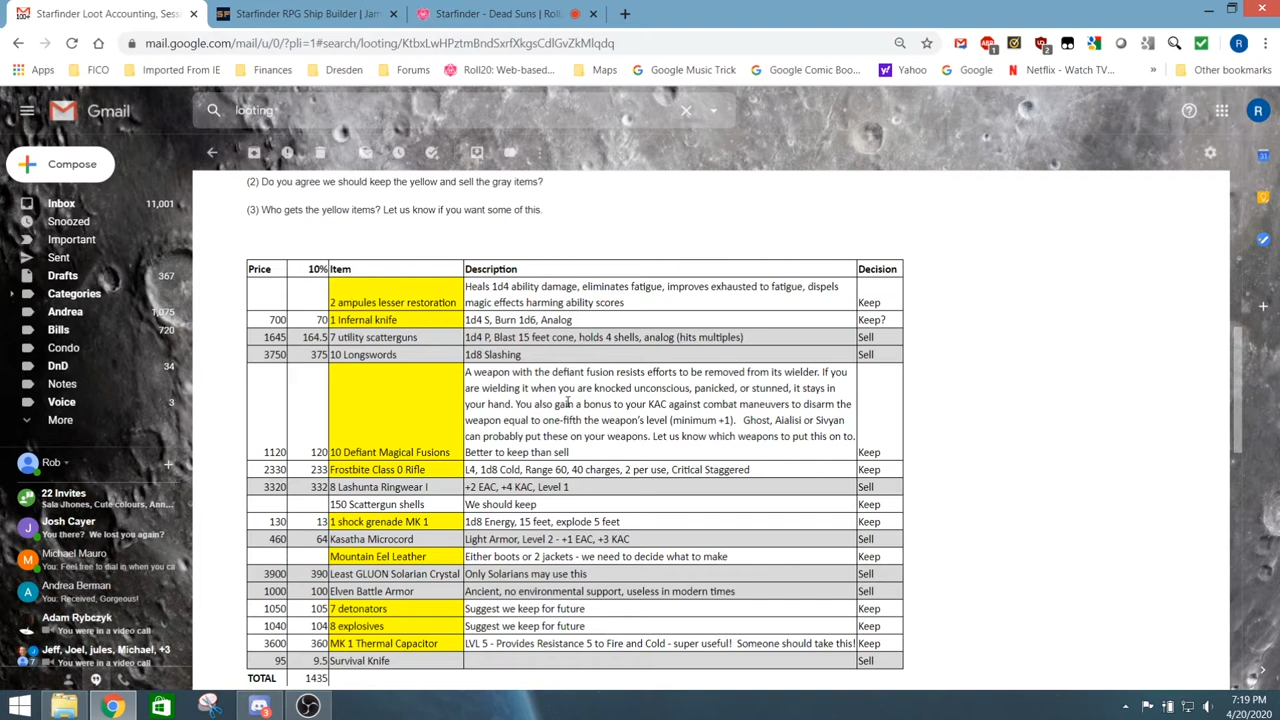 Starfinder Loot Accounting, Sess
Starfinder RPG Ship Builder | Jam
Starfinder - Dead Suns | Roll
mail.google.com/mail/u/0/?pli=1#search/looting/KtbxLwHPztmBndSxrfXkgsCdlGvZkMlqdq
Apps FICO Imported From IE Finances Dresden Forums Roll20: Web-based... Maps Google Music Trick Google Comic Boo... Yahoo Google Netflix - Watch TV... » Other bookmarks
Gmail
looting
Compose
Inbox 11,001
Snoozed
Important
Sent
Drafts 367
Categories
Andrea 1,075
Bills 720
Condo
DnD 34
Notes
Voice 3
More
Rob
22 Invites
Sala Jhones, Cute colours, Ann...
Josh Cayer
You there? We lost you again?
Michael Mauro
You: Feel free to dial in when you ca
Andrea Berman
You: Received, Gorgeous!
Adam Rybczyk
You were in a video call
Jeff, Joel, jules, Michael, +3
You were in a video call
(2) Do you agree we should keep the yellow and sell the gray items?
(3) Who gets the yellow items? Let us know if you want some of this.
Price 10% Item Description Decision
Heals 1d4 ability damage, eliminates fatigue, improves exhausted to fatigue, dispels
2 ampules lesser restoration magic effects harming ability scores Keep
700 70 1 Infernal knife 1d4 S, Burn 1d6, Analog Keep?
1645 164.5 7 utility scatterguns 1d4 P, Blast 15 feet cone, holds 4 shells, analog (hits multiples) Sell
3750 375 10 Longswords 1d8 Slashing Sell
A weapon with the defiant fusion resists efforts to be removed from its wielder. If you
are wielding it when you are knocked unconscious, panicked, or stunned, it stays in
your hand. You also gain a bonus to your KAC against combat maneuvers to disarm the
weapon equal to one-fifth the weapon's level (minimum +1). Ghost, Aialisi or Sivyan
can probably put these on your weapons. Let us know which weapons to put this on to.
1120 120 10 Defiant Magical Fusions Better to keep than sell Keep
2330 233 Frostbite Class 0 Rifle L4, 1d8 Cold, Range 60, 40 charges, 2 per use, Critical Staggered Keep
3320 332 8 Lashunta Ringwear I +2 EAC, +4 KAC, Level 1 Sell
150 Scattergun shells We should keep Keep
130 13 1 shock grenade MK 1 1d8 Energy, 15 feet, explode 5 feet Keep
460 64 Kasatha Microcord Light Armor, Level 2 - +1 EAC, +3 KAC Sell
Mountain Eel Leather Either boots or 2 jackets - we need to decide what to make Keep
3900 390 Least GLUON Solarian Crystal Only Solarians may use this Sell
1000 100 Elven Battle Armor Ancient, no environmental support, useless in modern times Sell
1050 105 7 detonators Suggest we keep for future Keep
1040 104 8 explosives Suggest we keep for future Keep
3600 360 MK 1 Thermal Capacitor LVL 5 - Provides Resistance 5 to Fire and Cold - super useful! Someone should take this! Keep
95 9.5 Survival Knife Sell
TOTAL 1435
7:19 PM
4/20/2020